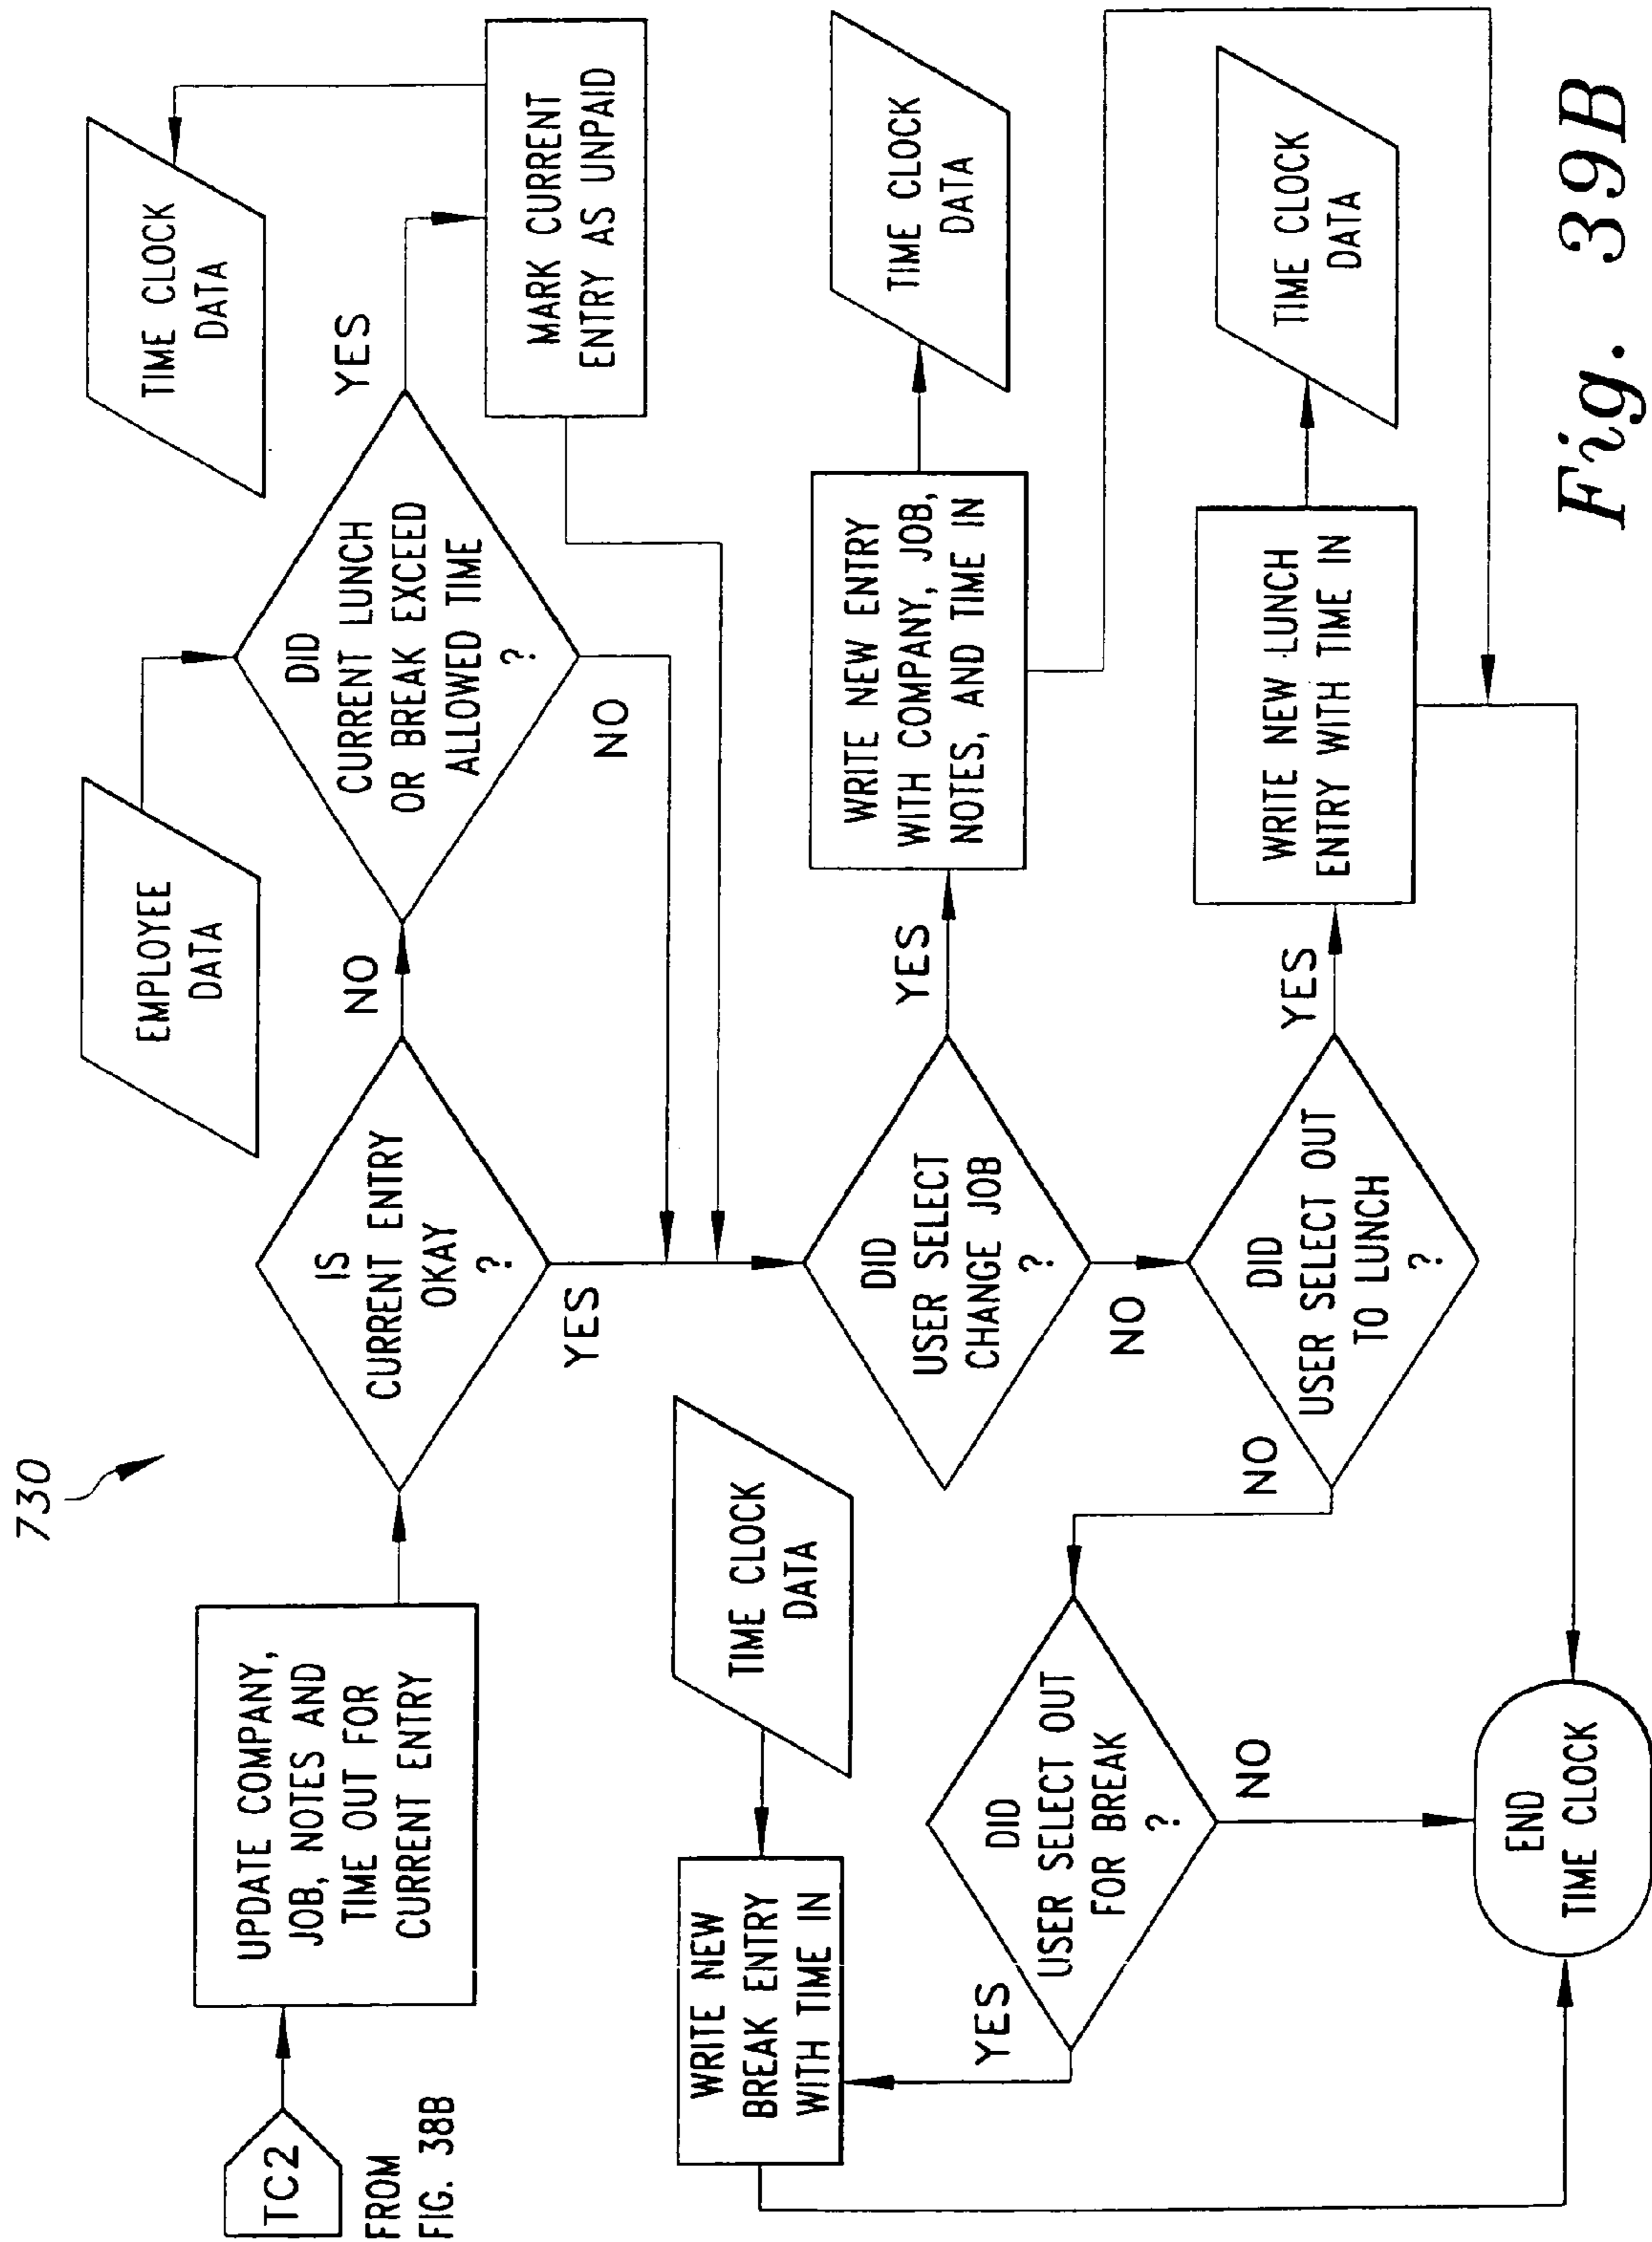 730
TC2
FROM
FIG. 38B
UPDATE COMPANY,
JOB, NOTES AND
TIME OUT FOR
CURRENT ENTRY
IS
CURRENT ENTRY
OKAY
?
NO
YES
EMPLOYEE
DATA
DID
CURRENT LUNCH
OR BREAK EXCEED
ALLOWED TIME
?
YES
NO
TIME CLOCK
DATA
MARK CURRENT
ENTRY AS UNPAID
DID
USER SELECT
CHANGE JOB
?
YES
NO
WRITE NEW ENTRY
WITH COMPANY, JOB,
NOTES, AND TIME IN
TIME CLOCK
DATA
DID
USER SELECT OUT
TO LUNCH
?
YES
NO
WRITE NEW LUNCH
ENTRY WITH TIME IN
TIME CLOCK
DATA
TIME CLOCK
DATA
WRITE NEW
BREAK ENTRY
WITH TIME IN
DID
USER SELECT OUT
FOR BREAK
?
YES
NO
END
TIME CLOCK
Fig. 39B